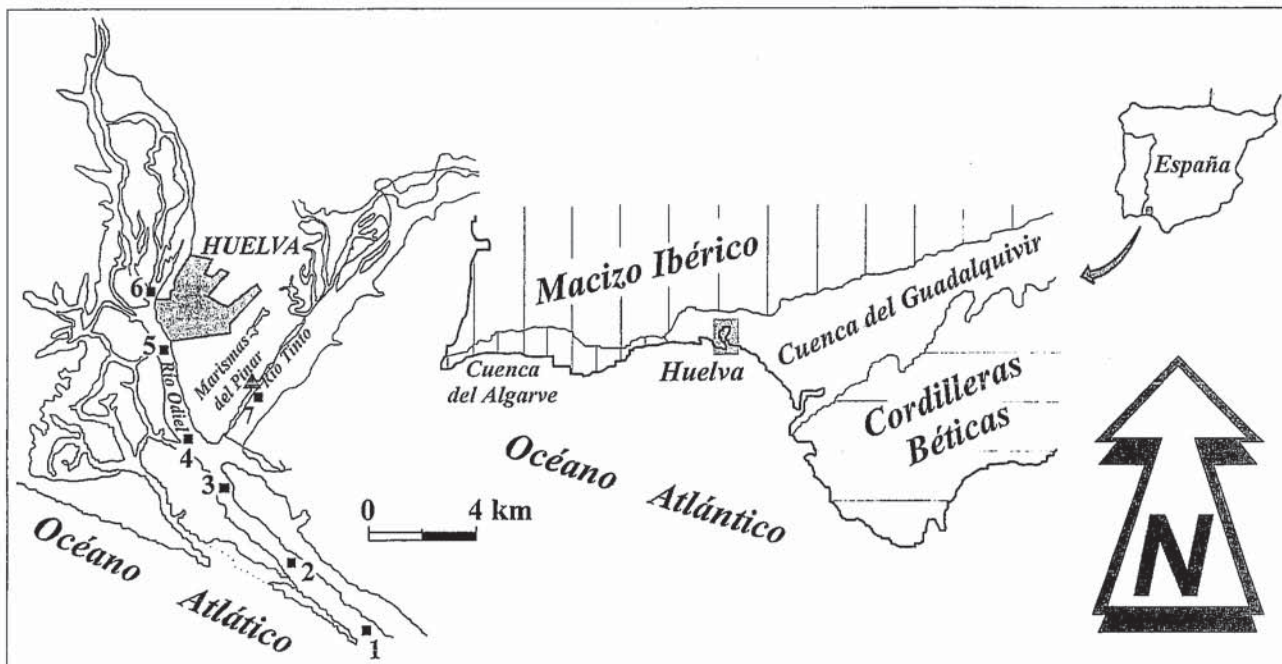 HUELVA
6
5
Río Odiel
Marismas
del Pinar
Río Tinto
7
4
3
2
1
0 4 km
Océano
Atlático
Macizo Ibérico
Cuenca del Guadalquivir
Cuenca
del Algarve
Huelva
Cordilleras
Béticas
Océano Atlántico
España
N